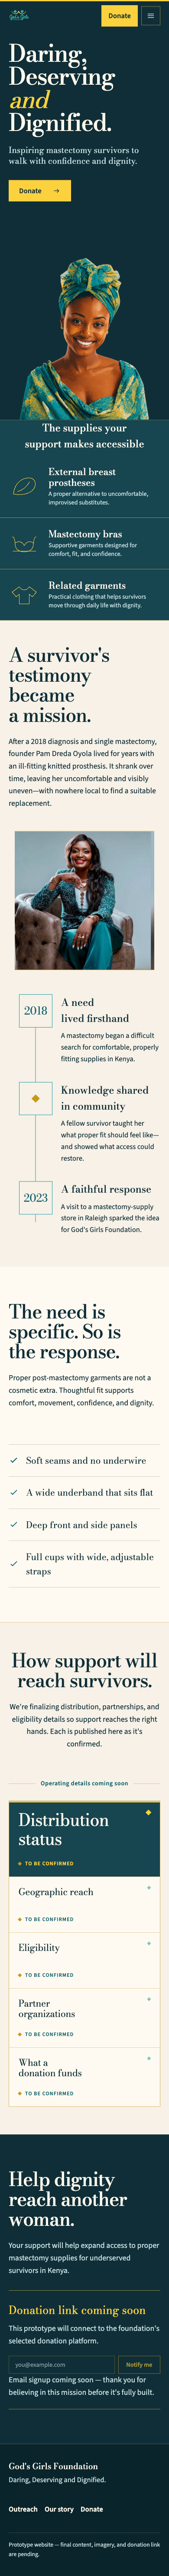 God's Girls
Donate
Daring,
Deserving
and
Dignified.
Inspiring mastectomy survivors to
walk with confidence and dignity.
Donate →
The supplies your
support makes accessible
External breast
prostheses
A proper alternative to uncomfortable,
improvised substitutes.
Mastectomy bras
Supportive garments designed for
comfort, fit, and confidence.
Related garments
Practical clothing that helps survivors
move through daily life with dignity.
A survivor's
testimony
became
a mission.
After a 2018 diagnosis and single mastectomy,
founder Pam Dreda Oyola lived for years with
an ill-fitting knitted prosthesis. It shrank over
time, leaving her uncomfortable and visibly
uneven—with nowhere local to find a suitable
replacement.
2018
A need
lived firsthand
A mastectomy began a difficult
search for comfortable, properly
fitting supplies in Kenya.
Knowledge shared
in community
A fellow survivor taught her
what proper fit should feel like—
and showed what access could
restore.
2023
A faithful response
A visit to a mastectomy-supply
store in Raleigh sparked the idea
for God's Girls Foundation.
The need is
specific. So is
the response.
Proper post-mastectomy garments are not a
cosmetic extra. Thoughtful fit supports
comfort, movement, confidence, and dignity.
Soft seams and no underwire
A wide underband that sits flat
Deep front and side panels
Full cups with wide, adjustable
straps
How support will
reach survivors.
We're finalizing distribution, partnerships, and
eligibility details so support reaches the right
hands. Each is published here as it's
confirmed.
Operating details coming soon
Distribution
status
TO BE CONFIRMED
Geographic reach
TO BE CONFIRMED
Eligibility
TO BE CONFIRMED
Partner
organizations
TO BE CONFIRMED
What a
donation funds
TO BE CONFIRMED
Help dignity
reach another
woman.
Your support will help expand access to proper
mastectomy supplies for underserved
survivors in Kenya.
Donation link coming soon
This prototype will connect to the foundation's
selected donation platform.
you@example.com
Notify me
Email signup coming soon — thank you for
believing in this mission before it's fully built.
God's Girls Foundation
Daring, Deserving and Dignified.
Outreach Our story Donate
Prototype website — final content, imagery, and donation link
are pending.